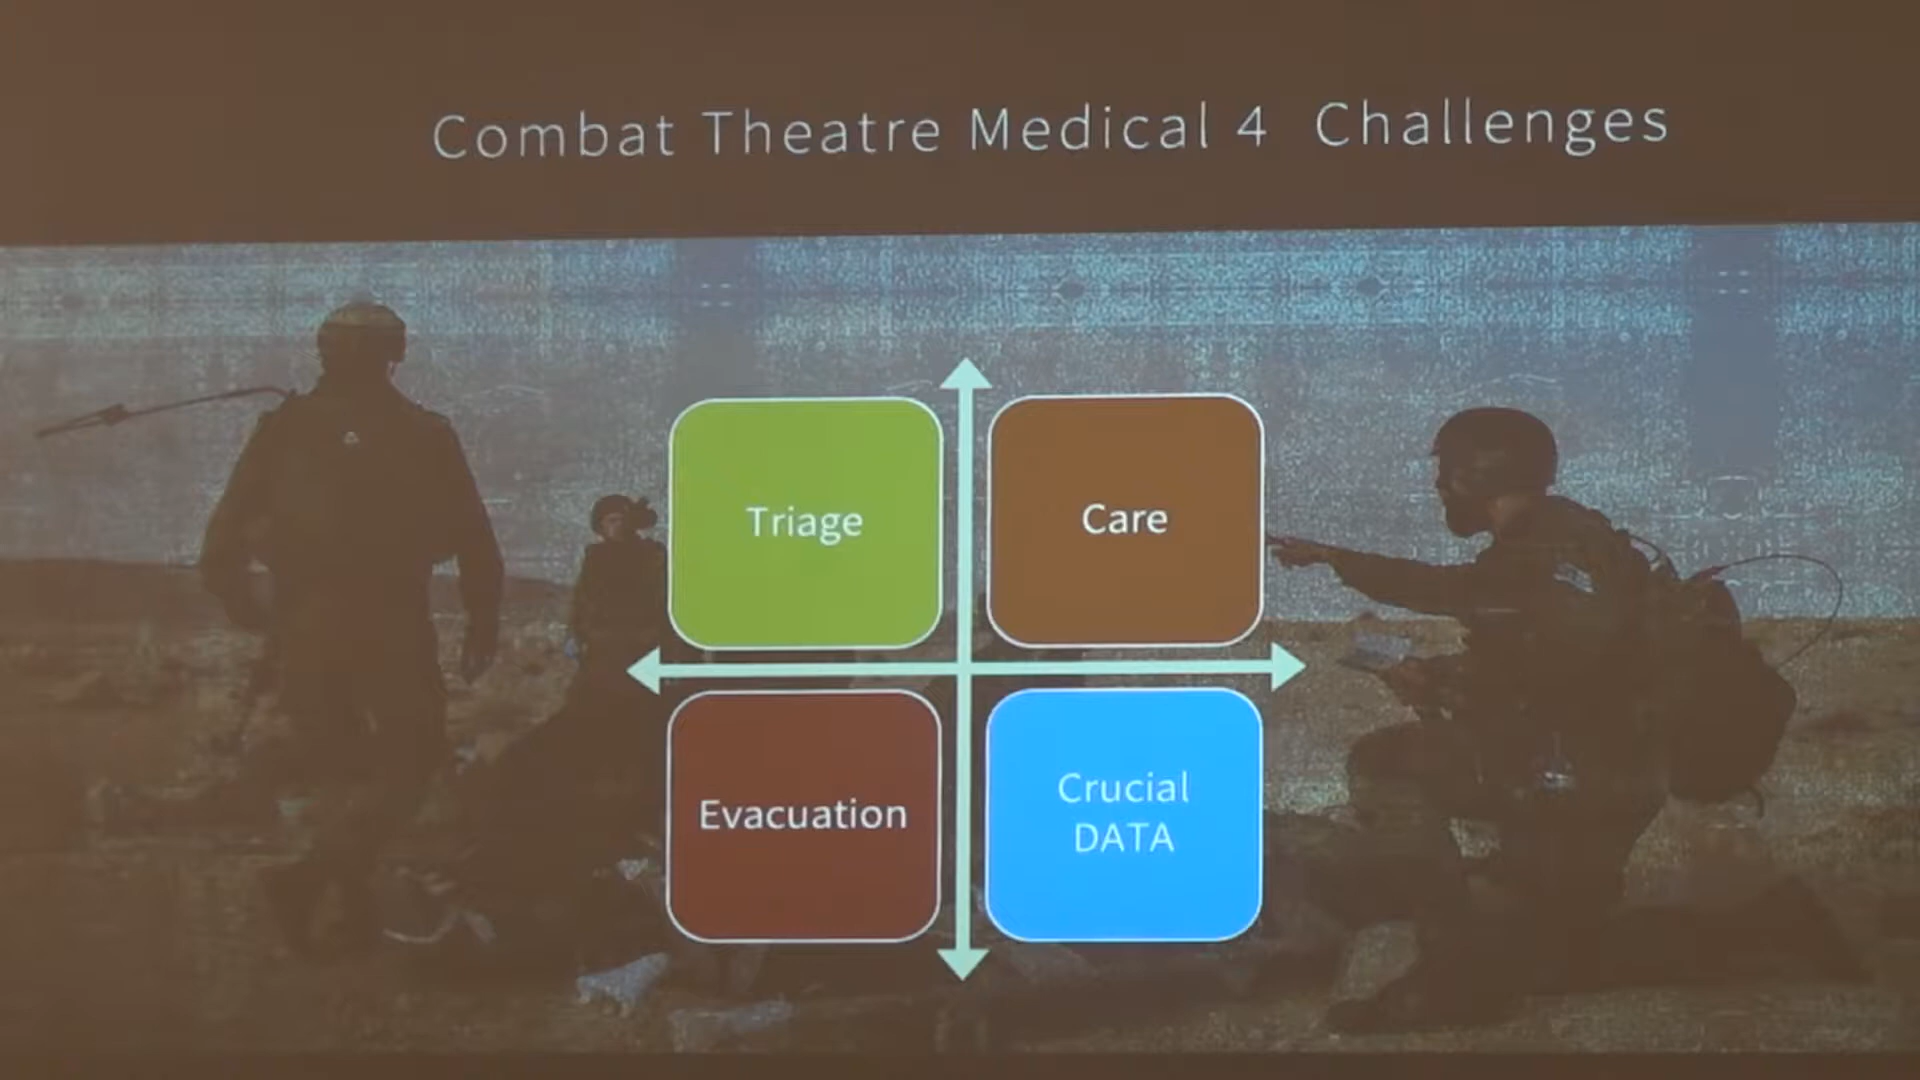 Combat Theatre Medical 4 Challenges
Triage
Care
Evacuation
Crucial
DATA